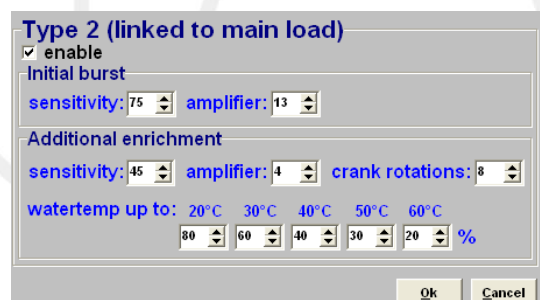 Type 2 (linked to main load)
enable
Initial burst
sensitivity: 75 amplifier: 13
Additional enrichment
sensitivity: 45 amplifier: 4 crank rotations: 8
watertemp up to: 20°C 30°C 40°C 50°C 60°C
80 60 40 30 20 %
Ok Cancel